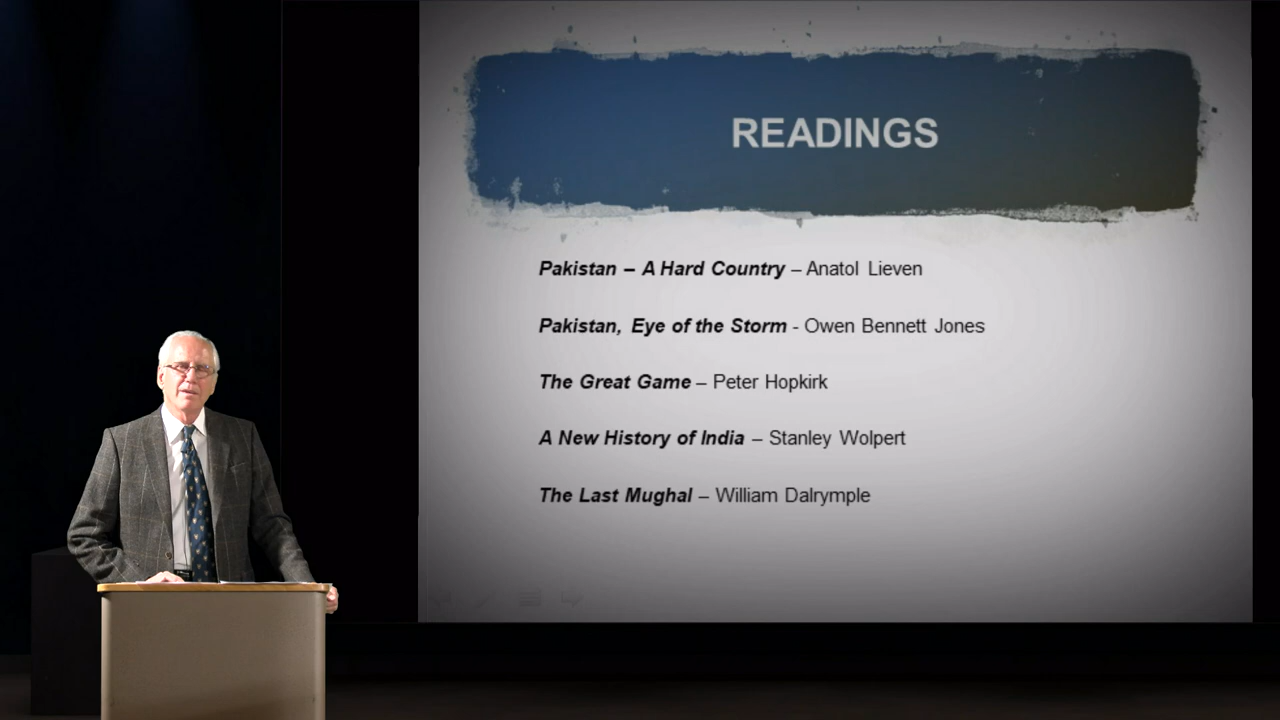 READINGS
Pakistan – A Hard Country – Anatol Lieven
Pakistan, Eye of the Storm - Owen Bennett Jones
The Great Game – Peter Hopkirk
A New History of India – Stanley Wolpert
The Last Mughal – William Dalrymple